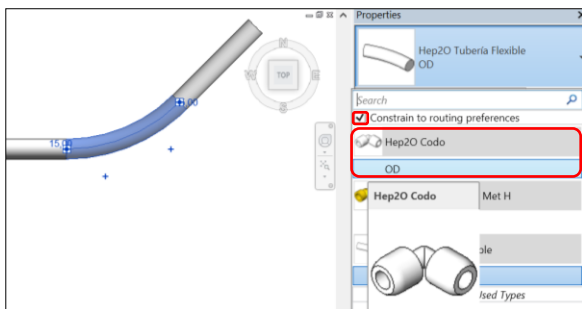 Properties
Hep2O Tubería Flexible
OD
Search
Constrain to routing preferences
Hep2O Codo
OD
Hep2O Codo
Met H
ble
Used Types
TOP
15,00
,00